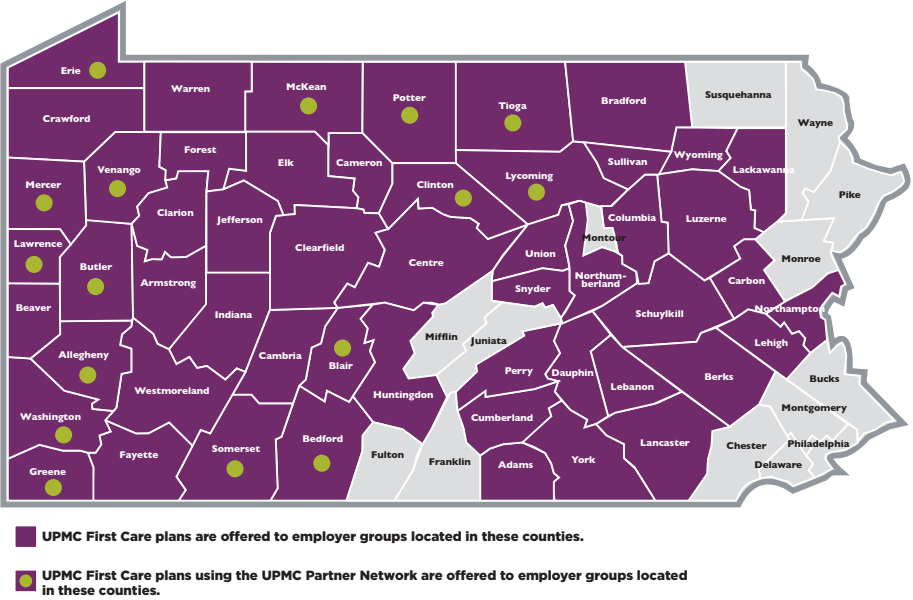 Erie
Warren
McKean
Potter
Tioga
Bradford
Susquehanna
Wayne
Crawford
Forest
Elk
Cameron
Sullivan
Wyoming
Lackawanna
Mercer
Venango
Clarion
Jefferson
Clinton
Lycoming
Columbia
Luzerne
Pike
Montour
Lawrence
Clearfield
Centre
Union
Monroe
Butler
Armstrong
Snyder
Northum-
berland
Carbon
Beaver
Indiana
Schuylkill
Northampton
Mifflin
Juniata
Lehigh
Allegheny
Cambria
Blair
Perry
Dauphin
Berks
Bucks
Westmoreland
Huntingdon
Lebanon
Montgomery
Washington
Cumberland
Somerset
Bedford
Lancaster
Chester
Philadelphia
Fayette
Fulton
Franklin
Adams
York
Delaware
Greene
UPMC First Care plans are offered to employer groups located in these counties.
UPMC First Care plans using the UPMC Partner Network are offered to employer groups located
in these counties.